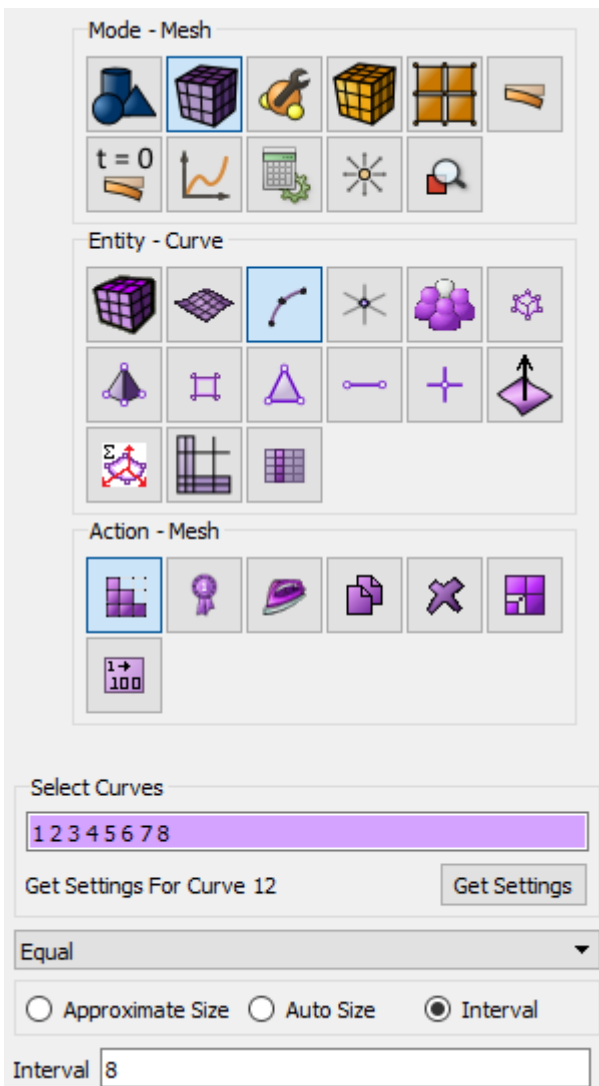 Mode - Mesh
t = 0
Entity - Curve
Σ
Action - Mesh
1
1→
100
Select Curves
1 2 3 4 5 6 7 8
Get Settings For Curve 12
Get Settings
Equal
Approximate Size
Auto Size
Interval
Interval 8